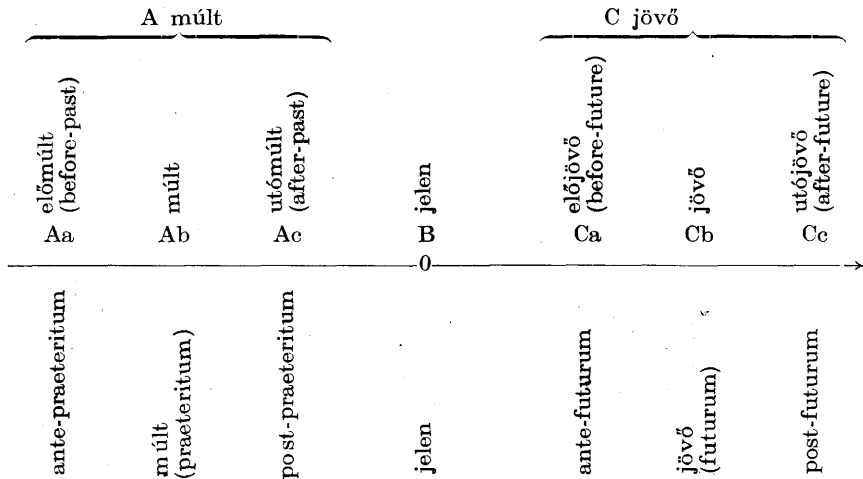 A múlt
C jövő
előmúlt
(before-past)
múlt
utómúlt
(after-past)
jelen
előjövő
(before-future)
jövő
utójövő
(after-future)
Aa
Ab
Ac
B
Ca
Cb
Cc
0
ante-praeteritum
múlt
(praeteritum)
post-praeteritum
jelen
ante-futurum
jövő
(futurum)
post-futurum